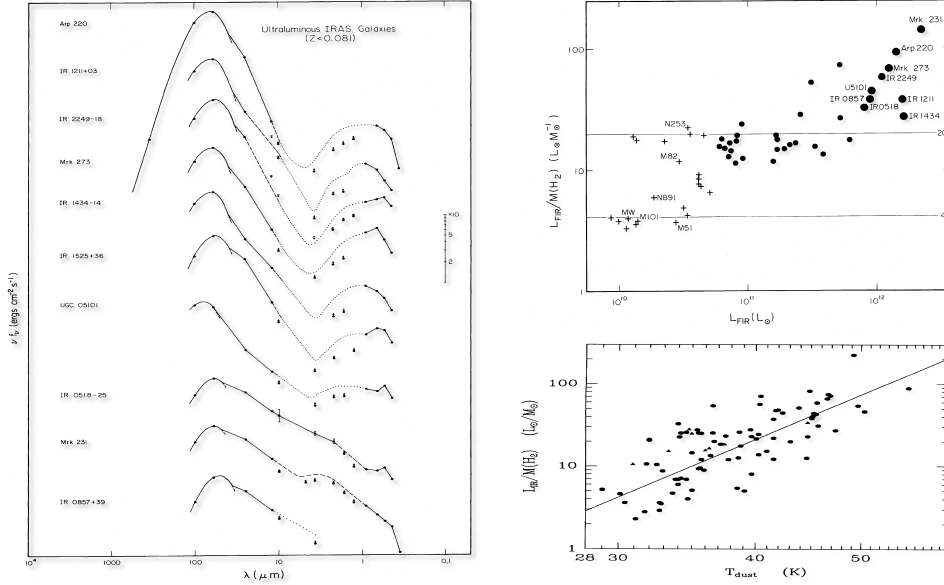 Ultraluminous IRAS Galaxies
(Z<0.081)
Arp 220
IR 1211+03
IR 2249-18
Mrk 273
IR 1434-14
IR 1525+36
UGC 05101
IR 0518-25
Mrk 231
IR 0857+39
×10
5
2
ν fν (ergs cm⁻² s⁻¹)
10⁴
1000
100
10
1
0.1
λ (μm)
Mrk 231
Arp 220
Mrk 273
IR 2249
U5101
IR 0857
IR 1211
IR0518
IR 1434
N253
M82
N891
MW
M101
M51
20
4
100
10
1
L_FIR/M(H₂) (L⊙ M⊙⁻¹)
10¹⁰
10¹¹
10¹²
L_FIR (L⊙)
100
10
1
L_IR/M(H₂) (L⊙/M⊙)
28
30
40
50
T_dust (K)